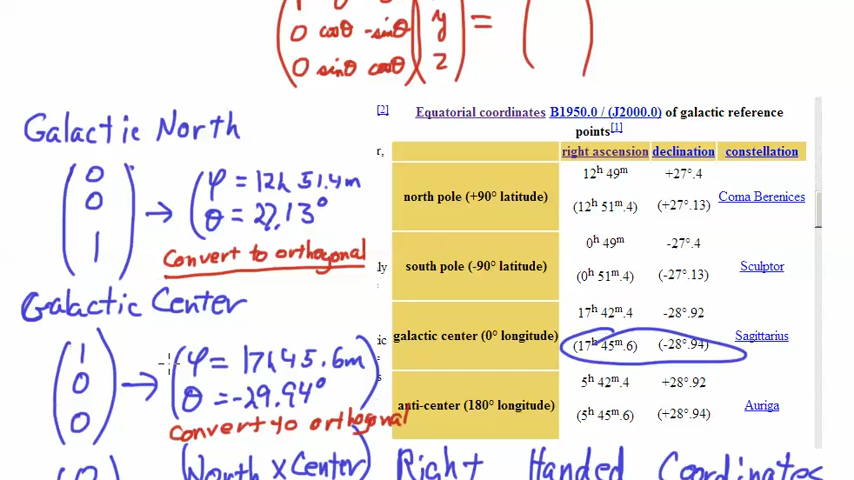 0 cosθ -sinθ y =
0 sinθ cosθ z
[2] Equatorial coordinates B1950.0 / (J2000.0) of galactic reference
points[1]
right ascension declination constellation
north pole (+90° latitude) 12h 49m +27°.4 Coma Berenices
(12h 51m.4) (+27°.13)
south pole (-90° latitude) 0h 49m -27°.4 Sculptor
(0h 51m.4) (-27°.13)
galactic center (0° longitude) 17h 42m.4 -28°.92 Sagittarius
(17h 45m.6) (-28°.94)
anti-center (180° longitude) 5h 42m.4 +28°.92 Auriga
(5h 45m.6) (+28°.94)
Galactic North
0
0
1
→ φ = 12h 51.4m
θ = 27.13°
Convert to orthogonal
Galactic Center
1
0
0
→ φ = 17h 45.6m
θ = -29.94°
Convert yo orthogonal
(0) (North x Center) Right Handed Coordinates